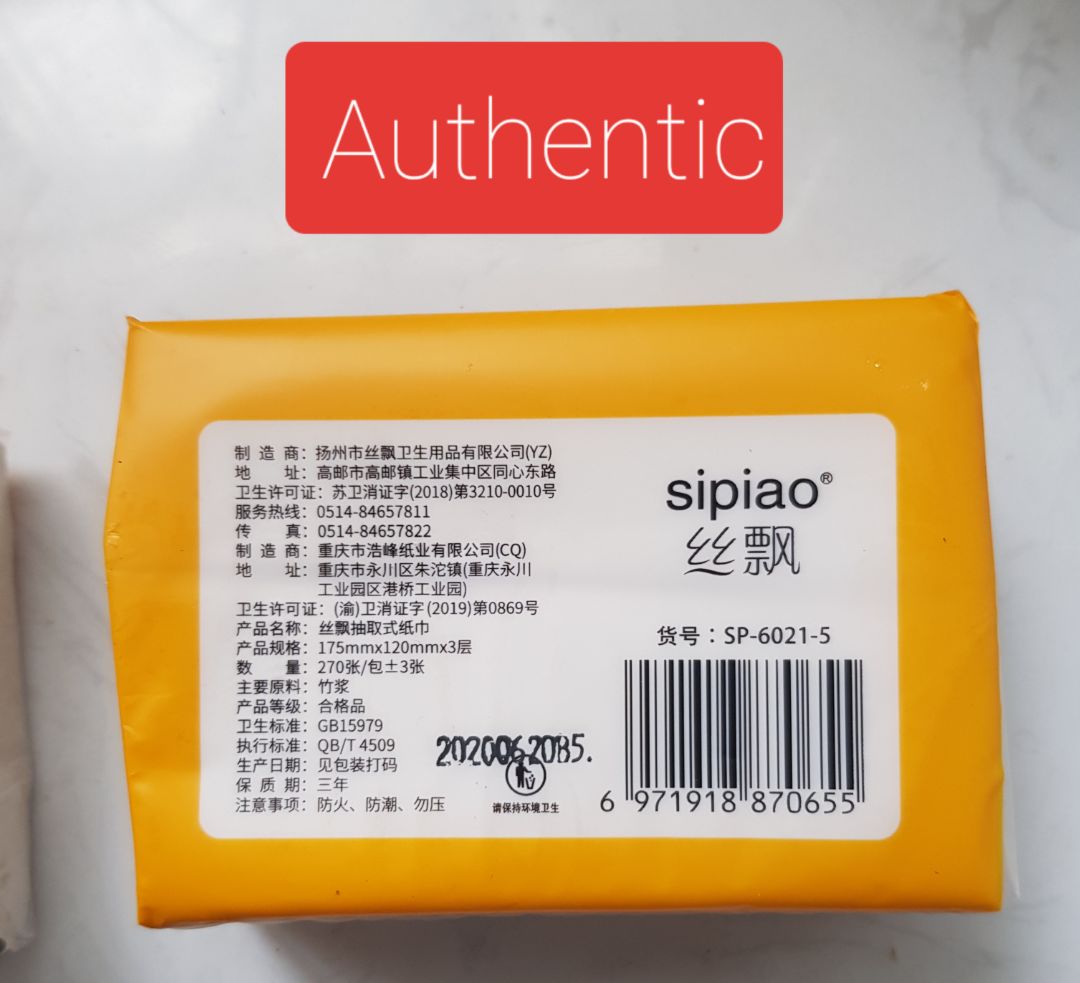 Authentic
制造商：扬州市丝飘卫生用品有限公司(YZ)
地址：高邮市高邮镇工业集中区同心东路
卫生许可证：苏卫消证字(2018)第3210-0010号
服务热线：0514-84657811
传真：0514-84657822
制造商：重庆市浩峰纸业有限公司(CQ)
地址：重庆市永川区朱沱镇(重庆永川
工业园区港桥工业园)
卫生许可证：(渝)卫消证字(2019)第0869号
产品名称：丝飘抽取式纸巾
产品规格：175mmx120mmx3层
数量：270张/包±3张
主要原料：竹浆
产品等级：合格品
卫生标准：GB15979
执行标准：QB/T 4509
生产日期：见包装打码
保质期：三年
注意事项：防火、防潮、勿压
请保持环境卫生
sipiao®
丝飘
货号：SP-6021-5
6 971918 870655